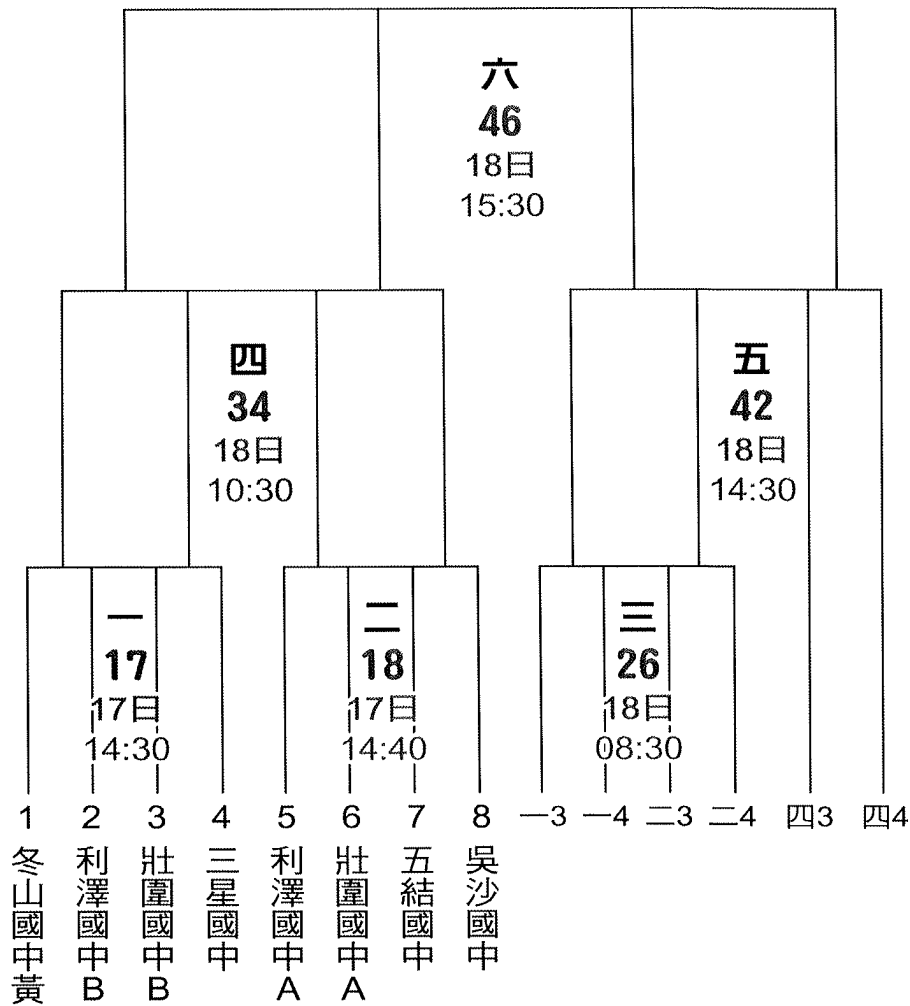 六
46
18日
15:30
四
34
18日
10:30
五
42
18日
14:30
一
17
17日
14:30
二
18
17日
14:40
三
26
18日
08:30
1 2 3 4 5 6 7 8 一3 一4 二3 二4 四3 四4
冬山國中黃
利澤國中B
壯圍國中B
三星國中
利澤國中A
壯圍國中A
五結國中
吳沙國中